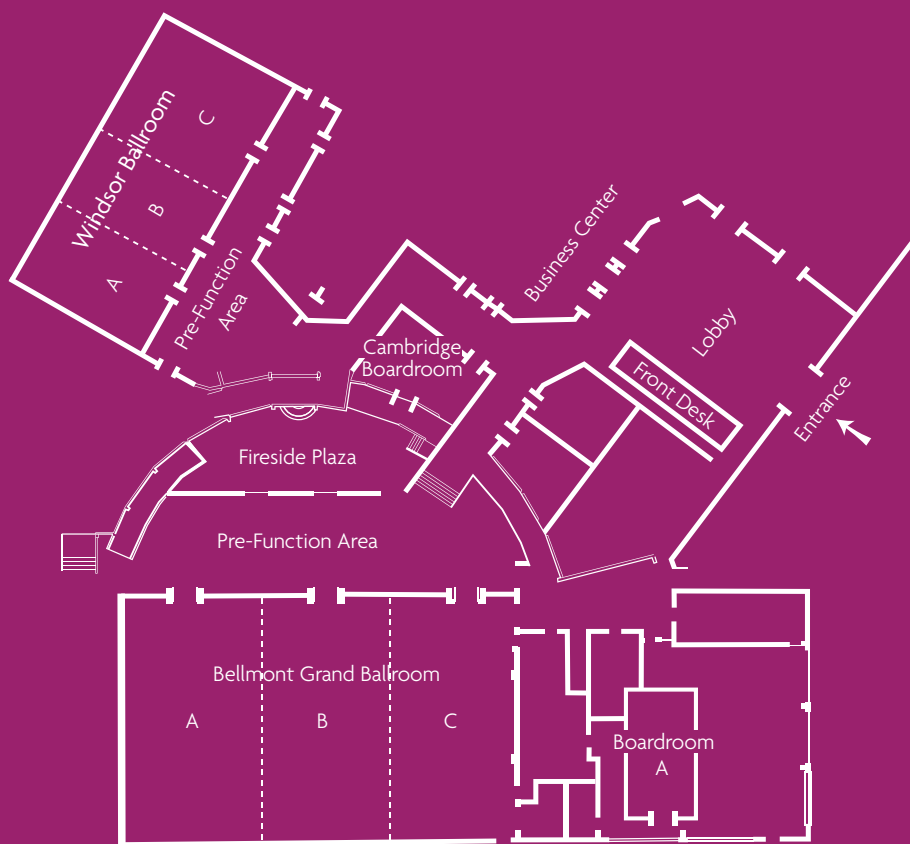 Windsor Ballroom
C
B
A
Pre-Function
Area
Business Center
Lobby
Front Desk
Entrance
Cambridge
Boardroom
Fireside Plaza
Pre-Function Area
Bellmont Grand Ballroom
A
B
C
Boardroom
A